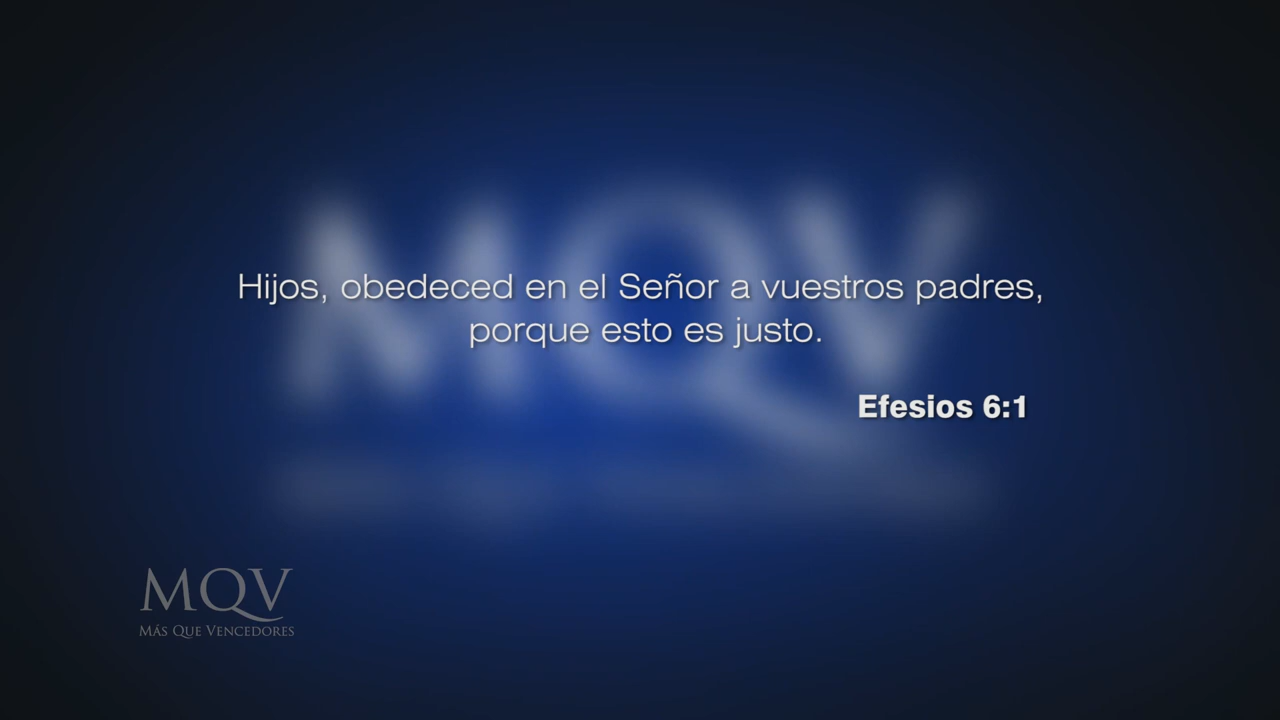 Hijos, obedeced en el Señor a vuestros padres,
porque esto es justo.
Efesios 6:1
MQV
MÁS QUE VENCEDORES